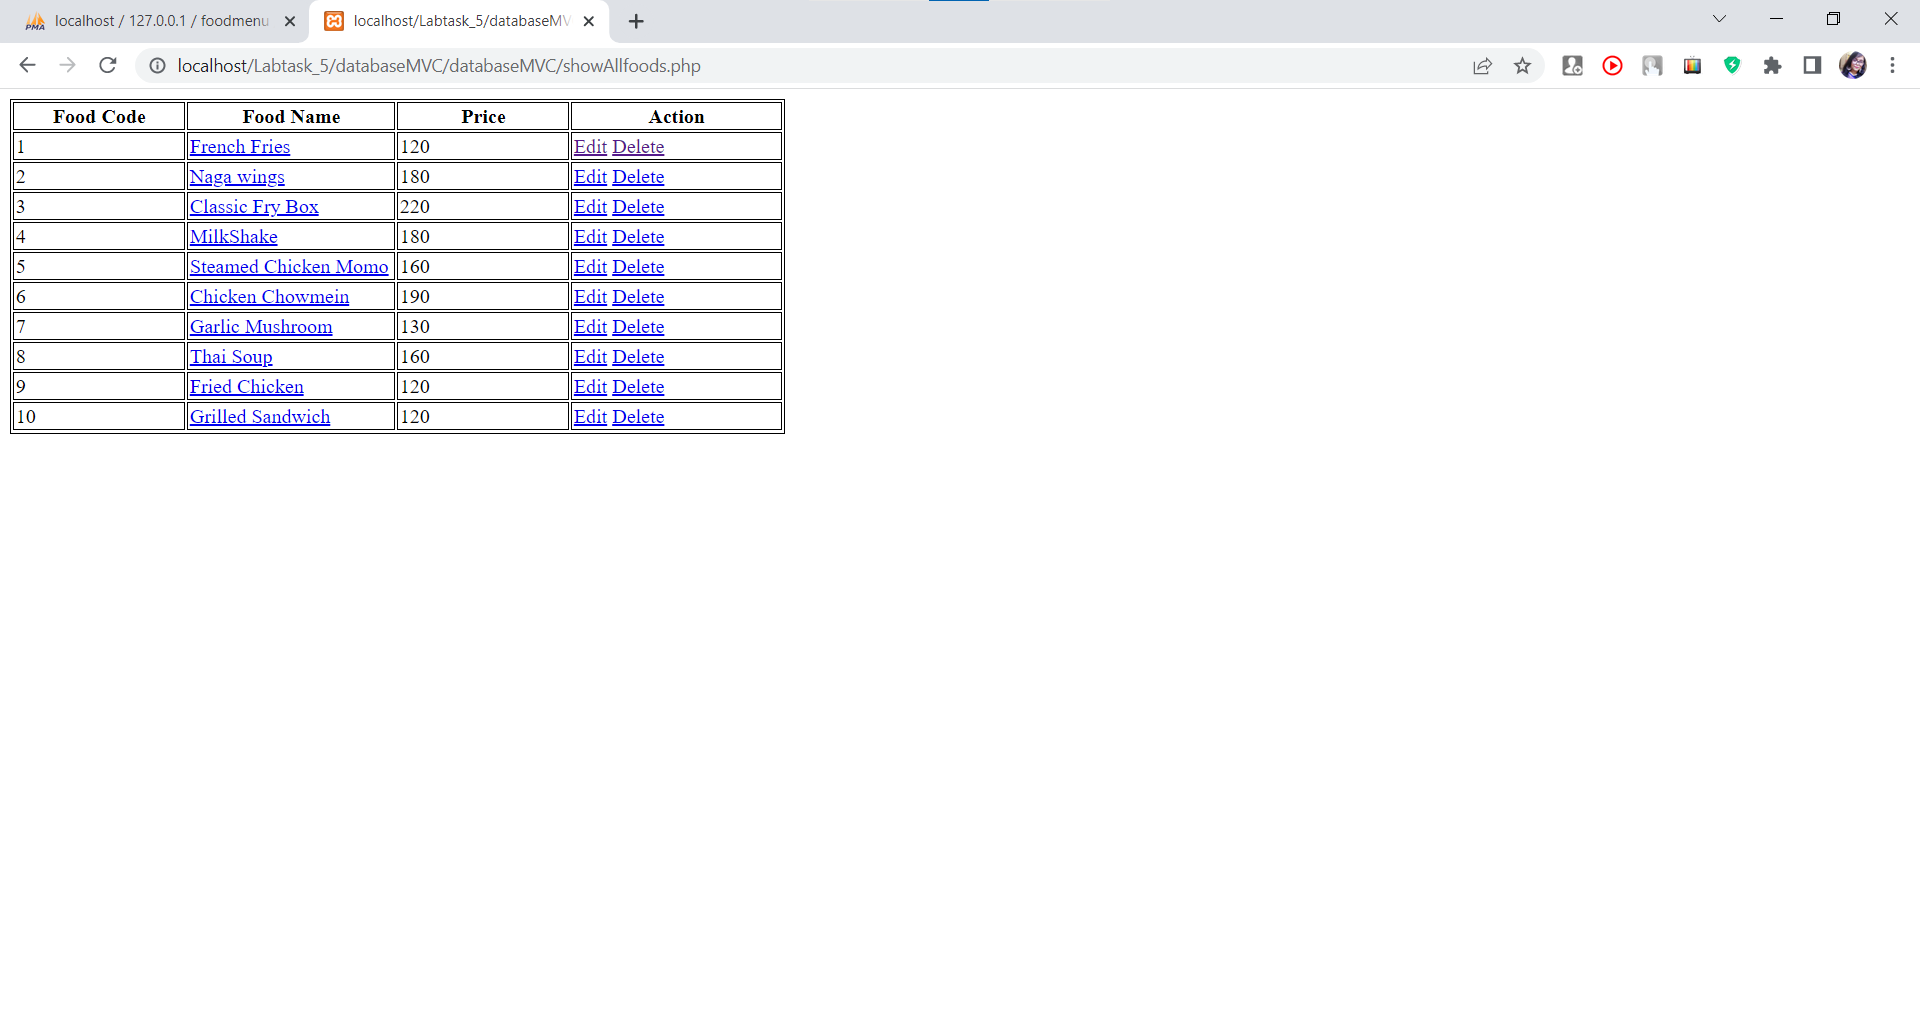 PMA localhost / 127.0.0.1 / foodmenu
localhost/Labtask_5/databaseMV
localhost/Labtask_5/databaseMVC/databaseMVC/showAllfoods.php
Food Code Food Name Price Action
1 French Fries 120 Edit Delete
2 Naga wings 180 Edit Delete
3 Classic Fry Box 220 Edit Delete
4 MilkShake 180 Edit Delete
5 Steamed Chicken Momo 160 Edit Delete
6 Chicken Chowmein 190 Edit Delete
7 Garlic Mushroom 130 Edit Delete
8 Thai Soup 160 Edit Delete
9 Fried Chicken 120 Edit Delete
10 Grilled Sandwich 120 Edit Delete